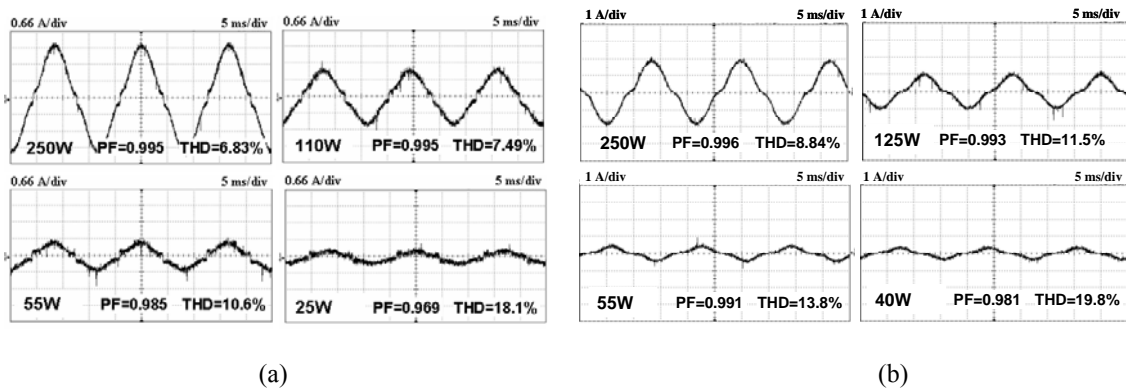 0.66 A/div 5 ms/div
250W PF=0.995 THD=6.83%
0.66 A/div 5 ms/div
110W PF=0.995 THD=7.49%
0.66 A/div 5 ms/div
55W PF=0.985 THD=10.6%
0.66 A/div 5 ms/div
25W PF=0.969 THD=18.1%
(a)
1 A/div 5 ms/div
250W PF=0.996 THD=8.84%
1 A/div 5 ms/div
125W PF=0.993 THD=11.5%
1 A/div 5 ms/div
55W PF=0.991 THD=13.8%
1 A/div 5 ms/div
40W PF=0.981 THD=19.8%
(b)